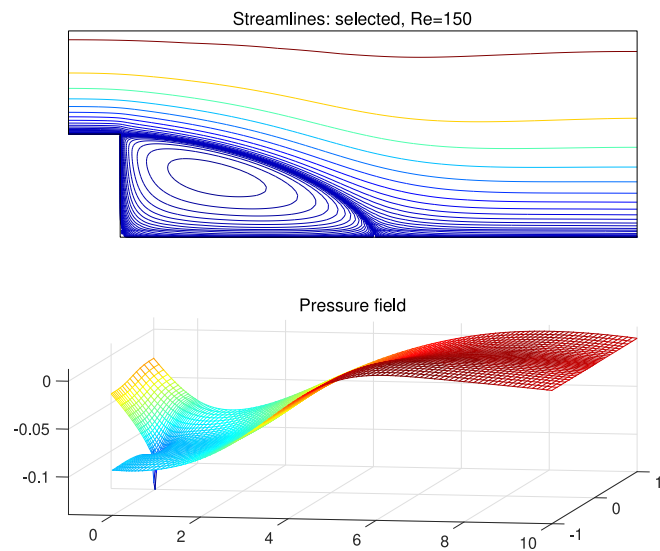 Streamlines: selected, Re=150
Pressure field
0
-0.05
-0.1
1
0
-1
0 2 4 6 8 10